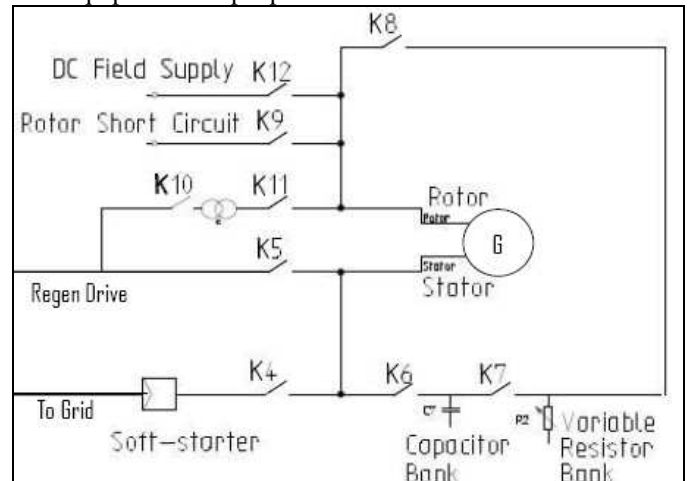 K8
DC Field Supply K12
Rotor Short Circuit K9
K10 K11
Rotor
Rotor
G
K5
Stator
Stator
Regen Drive
K4 K6 K7
To Grid
Soft-starter
Capacitor
Bank
R2
Variable
Resistor
Bank